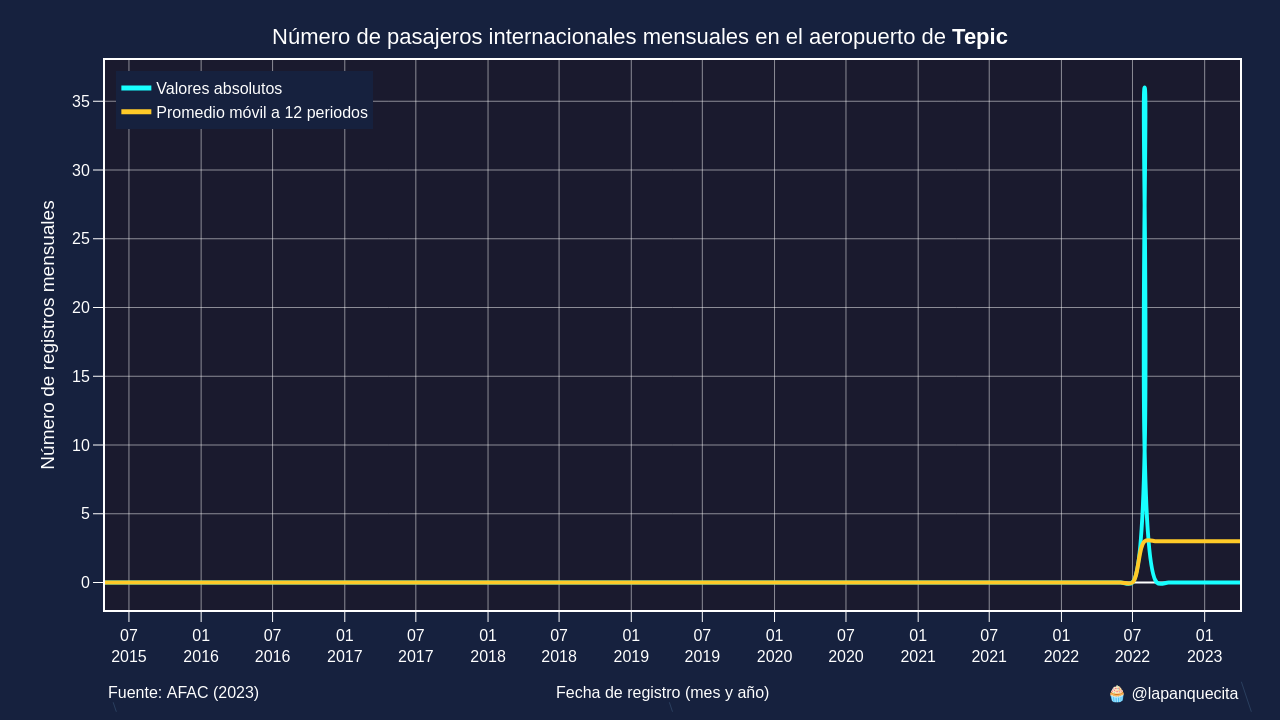 Número de pasajeros internacionales mensuales en el aeropuerto de Tepic
Valores absolutos
Promedio móvil a 12 periodos
Número de registros mensuales
35
30
25
20
15
10
5
0
07 01 07 01 07 01 07 01 07 01 07 01 07 01 07 01
2015 2016 2016 2017 2017 2018 2018 2019 2019 2020 2020 2021 2021 2022 2022 2023
Fuente: AFAC (2023) Fecha de registro (mes y año) 🧁 @lapanquecita